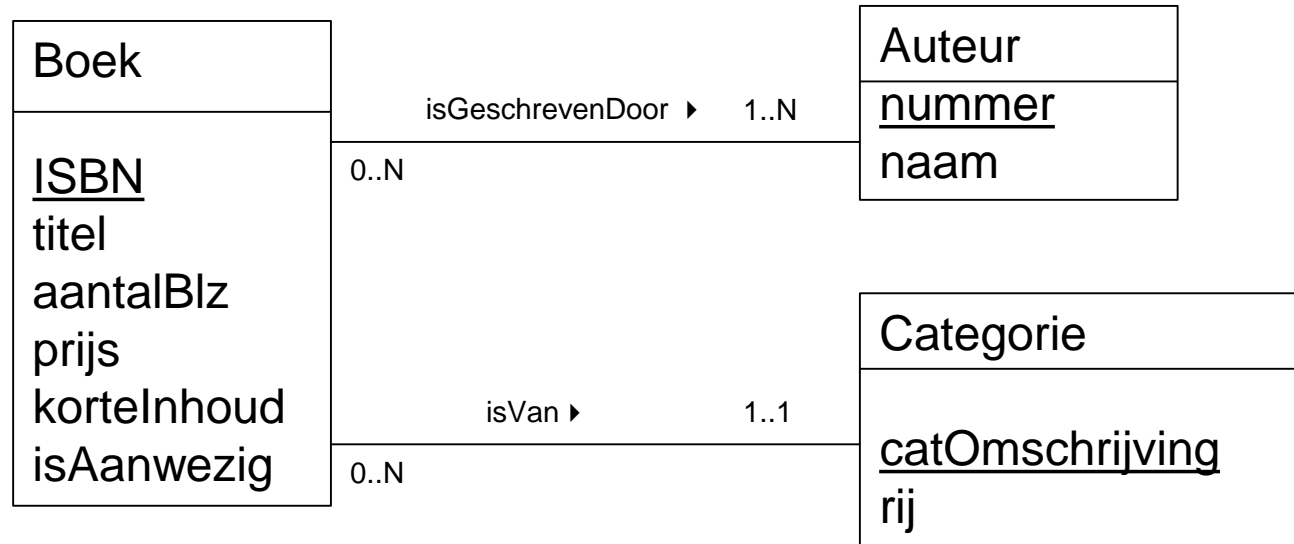 Boek
ISBN
titel
aantalBlz
prijs
korteInhoud
isAanwezig
isGeschrevenDoor ▸ 1..N
0..N
Auteur
nummer
naam
isVan ▸ 1..1
0..N
Categorie
catOmschrijving
rij